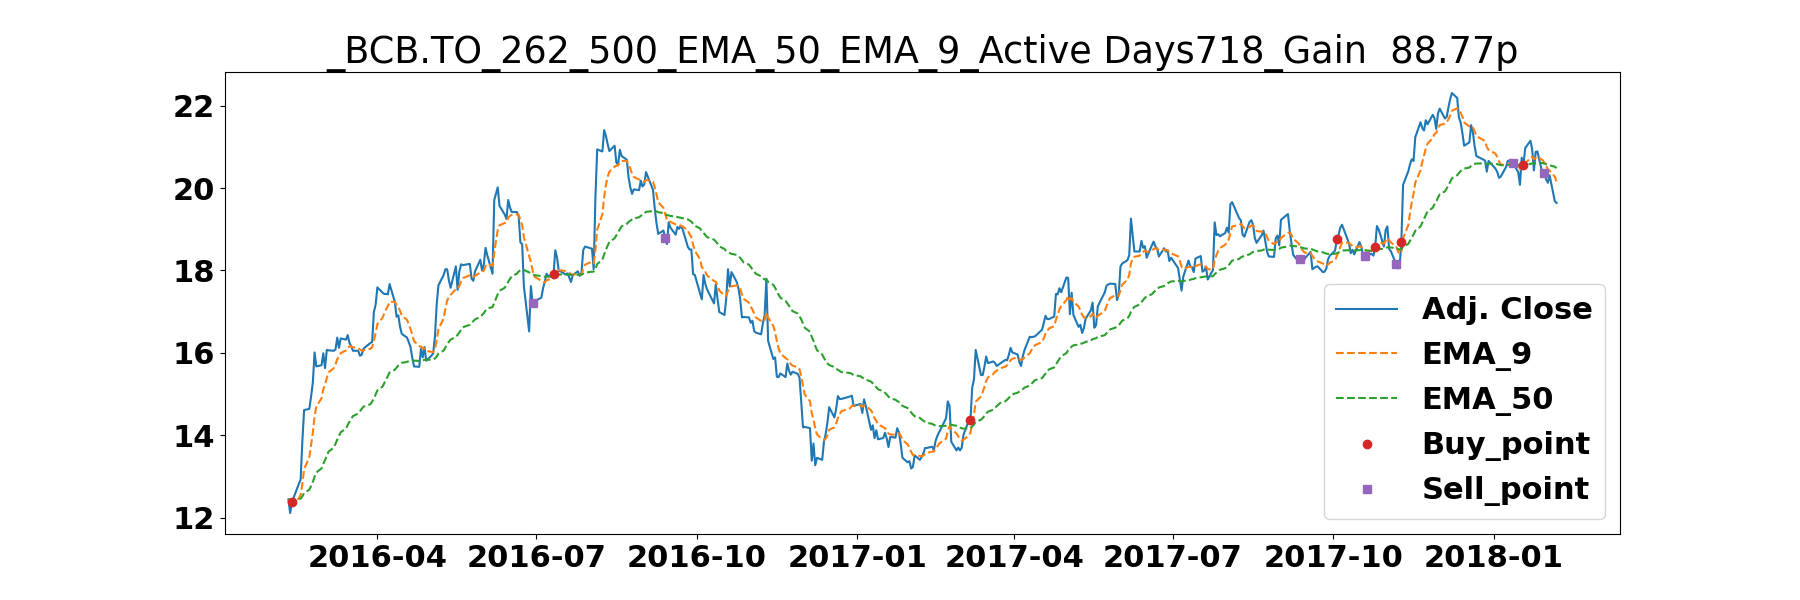 _BCB.TO_262_500_EMA_50_EMA_9_Active Days718_Gain  88.77p
22
20
18
16
14
12
2016-04 2016-07 2016-10 2017-01 2017-04 2017-07 2017-10 2018-01
Adj. Close
EMA_9
EMA_50
Buy_point
Sell_point